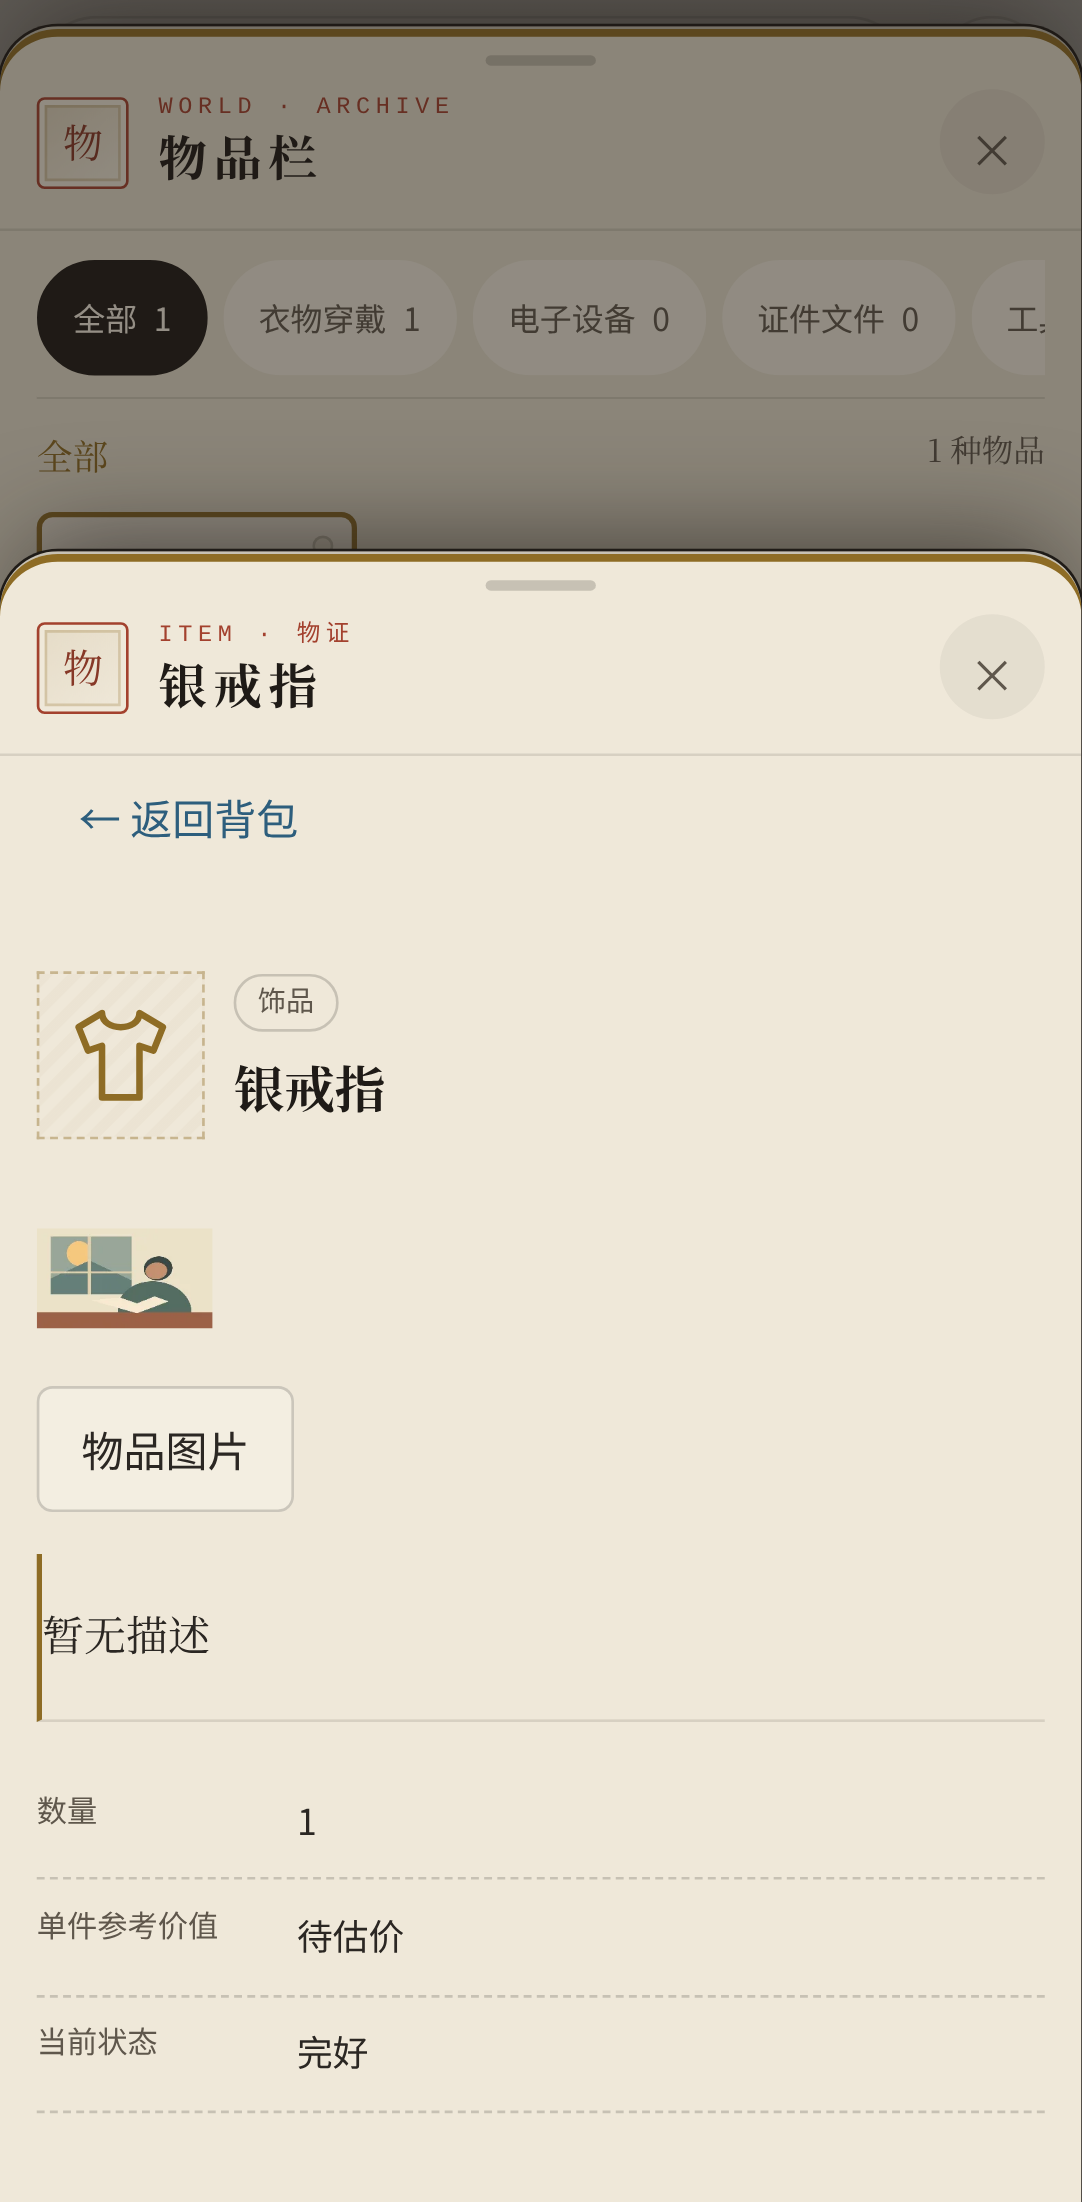 物
WORLD · ARCHIVE
物品栏
全部 1
衣物穿戴 1
电子设备 0
证件文件 0
工
全部
1 种物品
物
ITEM · 物证
银戒指
← 返回背包
饰品
银戒指
物品图片
暂无描述
数量
1
单件参考价值
待估价
当前状态
完好